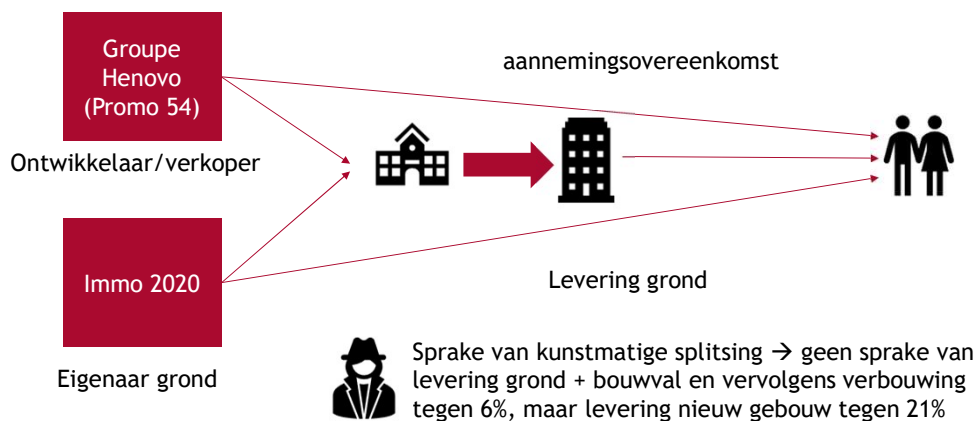 Groupe
Henovo
(Promo 54)
aannemingsovereenkomst
Ontwikkelaar/verkoper
Immo 2020
Levering grond
Eigenaar grond
Sprake van kunstmatige splitsing → geen sprake van
levering grond + bouwval en vervolgens verbouwing
tegen 6%, maar levering nieuw gebouw tegen 21%